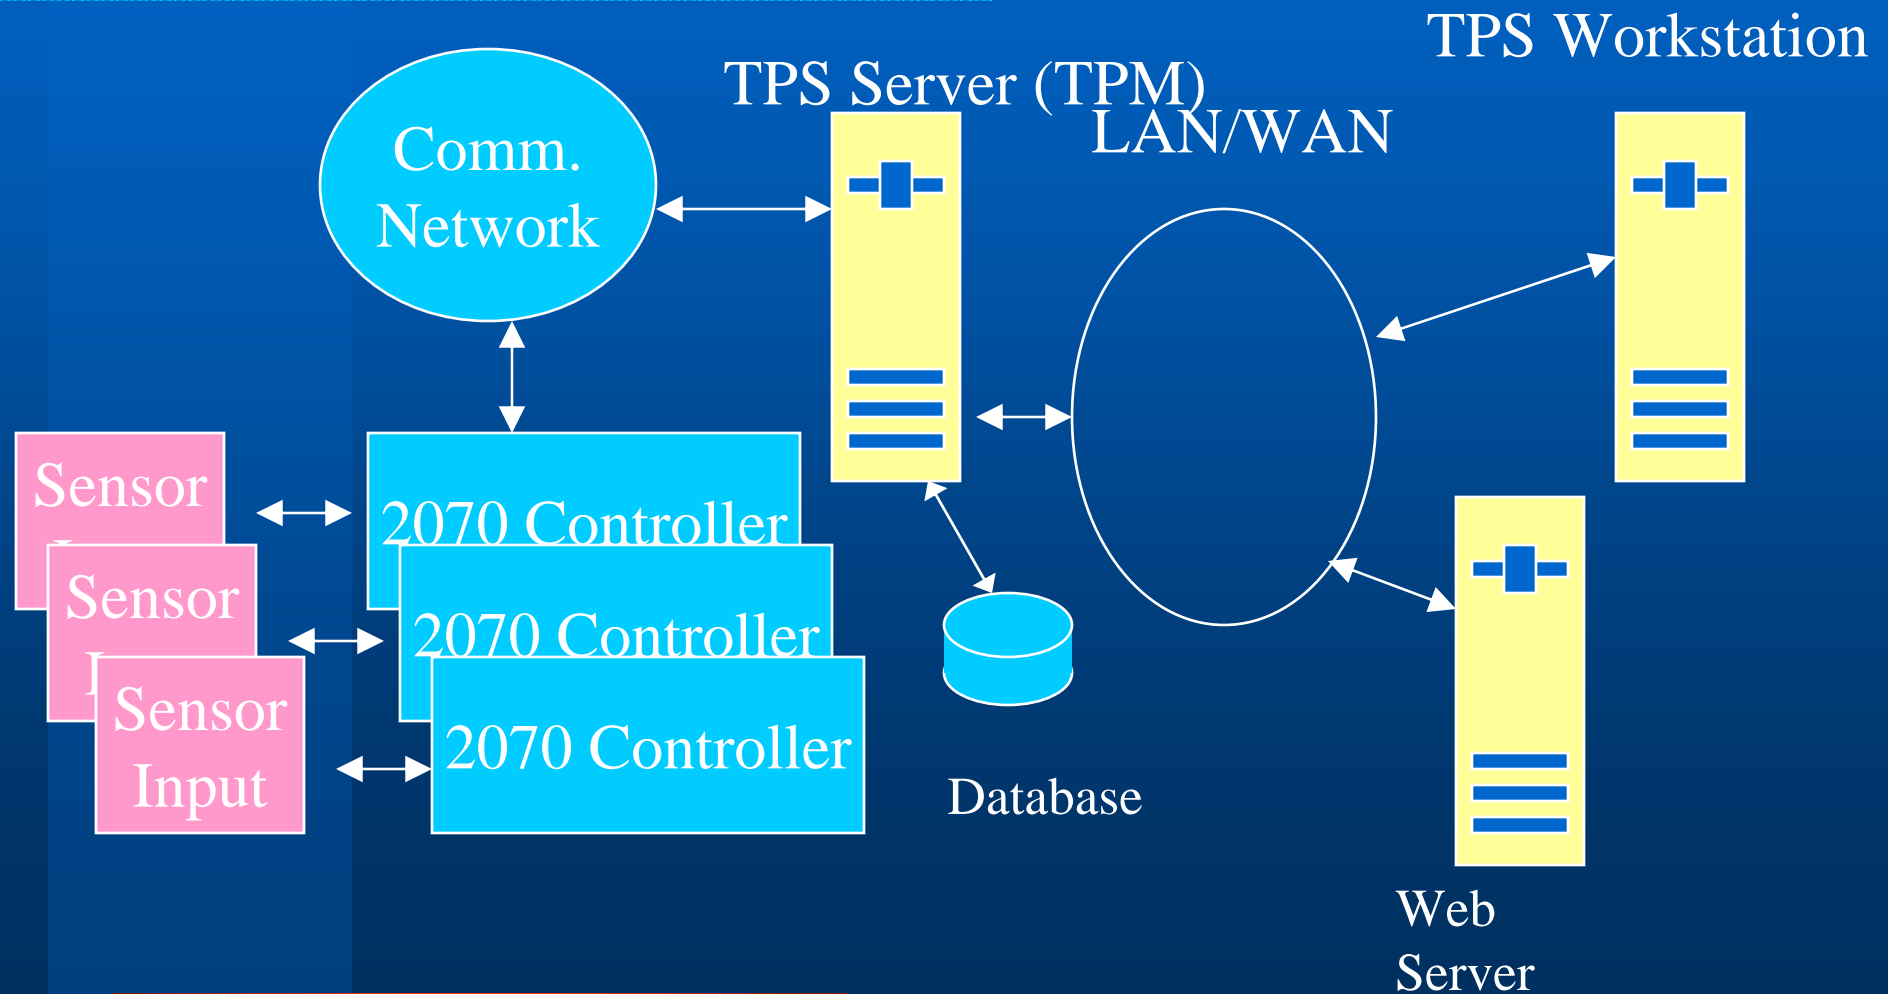 TPS Workstation
TPS Server (TPM)
LAN/WAN
Comm.
Network
Sensor
2070 Controller
Sensor
2070 Controller
Sensor
Input
2070 Controller
Database
Web
Server